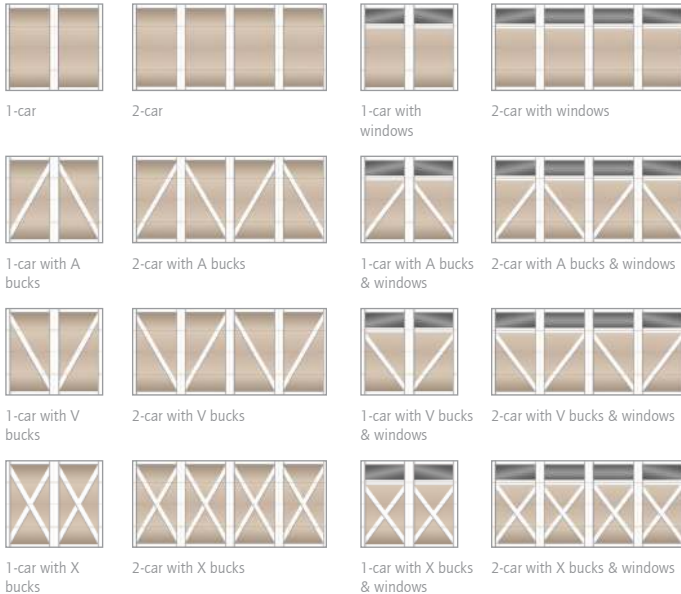 1-car
2-car
1-car with
windows
2-car with windows
1-car with A
bucks
2-car with A bucks
1-car with A bucks
& windows
2-car with A bucks & windows
1-car with V
bucks
2-car with V bucks
1-car with V bucks
& windows
2-car with V bucks & windows
1-car with X
bucks
2-car with X bucks
1-car with X bucks
& windows
2-car with X bucks & windows